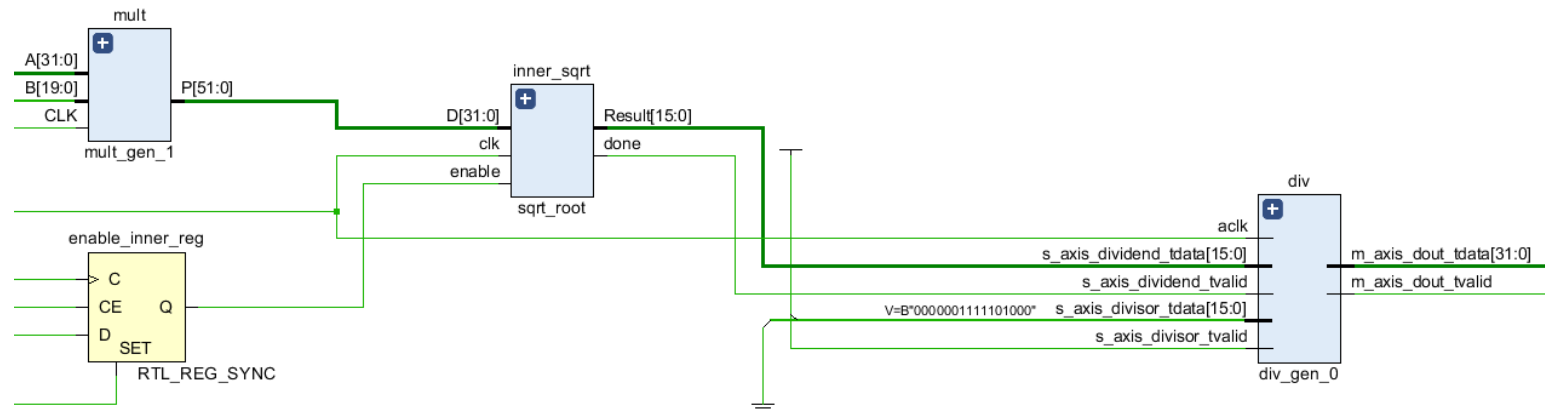 mult
A[31:0]
B[19:0]
CLK
P[51:0]
mult_gen_1
inner_sqrt
D[31:0]
clk
enable
Result[15:0]
done
sqrt_root
enable_inner_reg
C
CE
D
SET
Q
RTL_REG_SYNC
div
aclk
s_axis_dividend_tdata[15:0]
s_axis_dividend_tvalid
V=B"0000001111101000"
s_axis_divisor_tdata[15:0]
s_axis_divisor_tvalid
m_axis_dout_tdata[31:0]
m_axis_dout_tvalid
div_gen_0